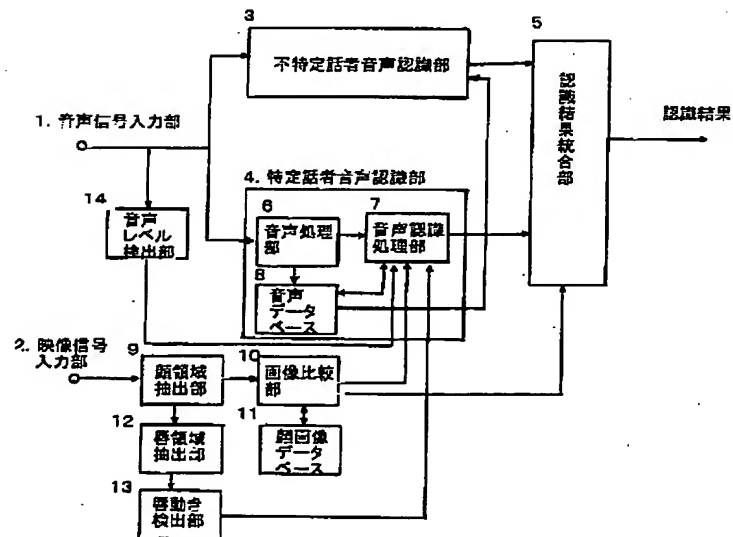 3
不特定話者音声認識部
5
認識結果統合部
認識結果
1. 音声信号入力部
4. 特定話者音声認識部
14
音声
レベル
検出部
6
音声処理
部
7
音声認識
処理部
8
音声
データ
ベース
2. 映像信号
入力部
9
顔領域
抽出部
10
画像比較
部
11
顔画像
データ
ベース
12
唇領域
抽出部
13
唇動き
検出部